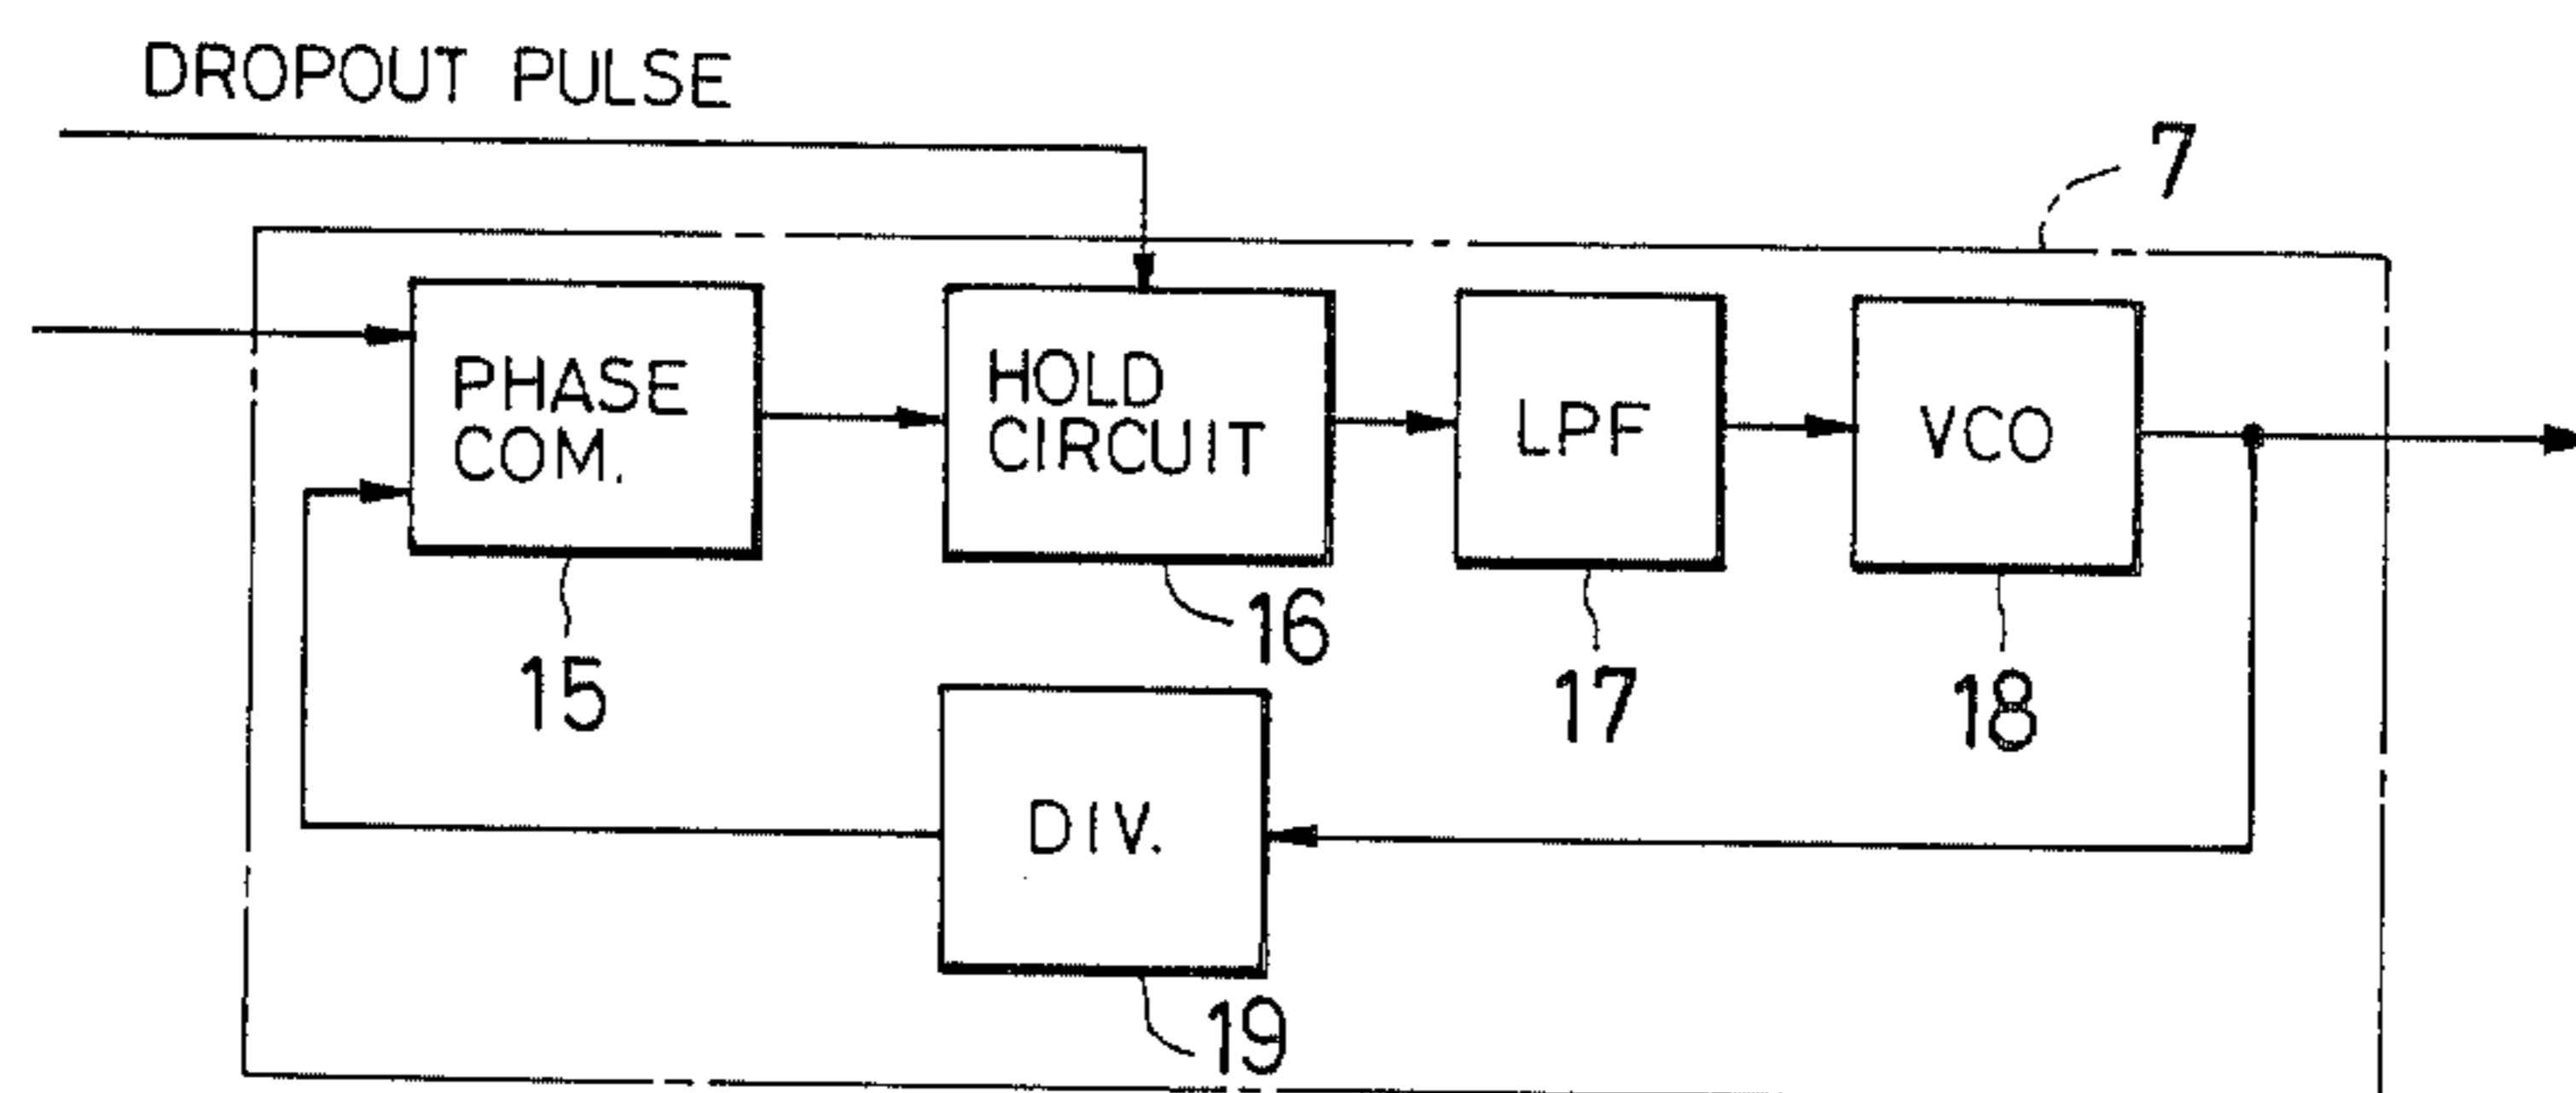 DROPOUT PULSE
7
PHASE
COM.
HOLD
CIRCUIT
LPF
VCO
15
16
17
18
DIV.
19